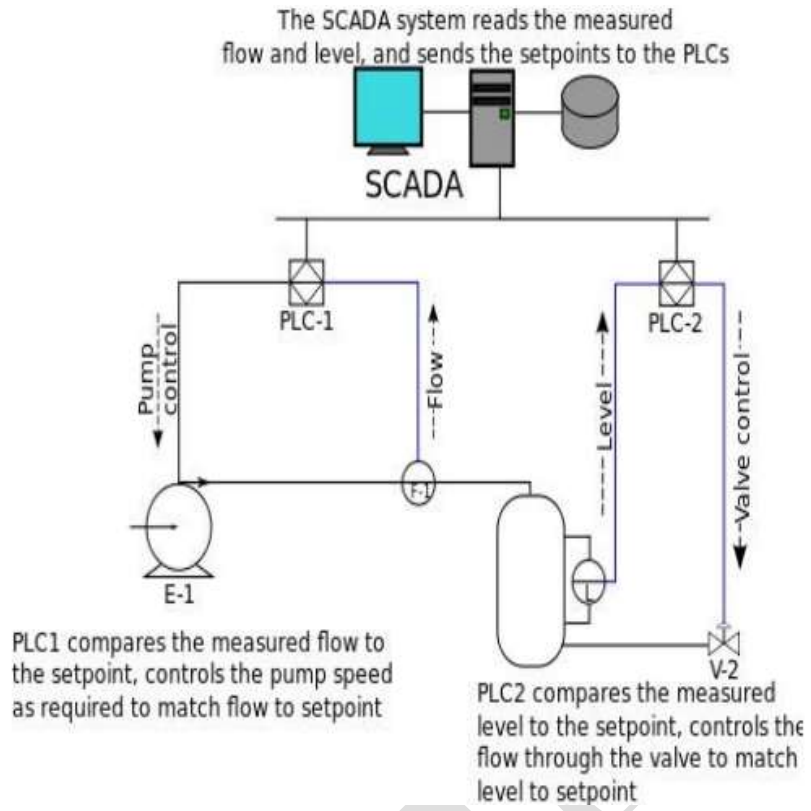 The SCADA system reads the measured
flow and level, and sends the setpoints to the PLCs
SCADA
PLC-1
PLC-2
Pump
control
Flow
Level
Valve control
F-1
L
E-1
V-2
PLC1 compares the measured flow to
the setpoint, controls the pump speed
as required to match flow to setpoint
PLC2 compares the measured
level to the setpoint, controls the
flow through the valve to match
level to setpoint